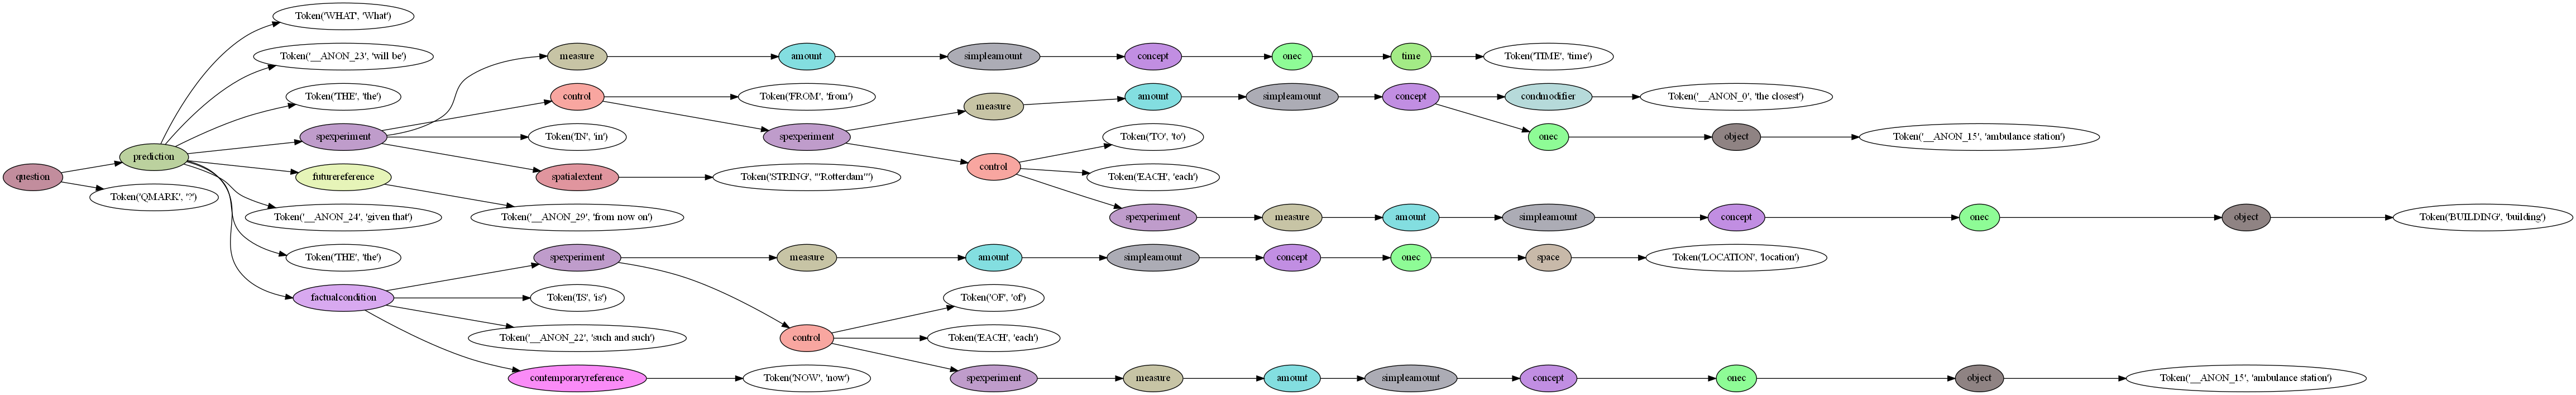 Token('WHAT', 'What')
Token('__ANON_23', 'will be')
measure amount simpleamount concept onec time Token('TIME', 'time')
Token('THE', 'the')
control Token('FROM', 'from')
measure amount simpleamount concept condmodifier Token('__ANON_0', 'the closest')
spexperiment Token('IN', 'in') spexperiment Token('TO', 'to') onec object Token('__ANON_15', 'ambulance station')
prediction
control
question futurereference spatialextent Token('STRING', "'Rotterdam'") Token('EACH', 'each')
Token('QMARK', '?')
Token('__ANON_24', 'given that') Token('__ANON_29', 'from now on') spexperiment measure amount simpleamount concept onec object Token('BUILDING', 'building')
Token('THE', 'the') spexperiment measure amount simpleamount concept onec space Token('LOCATION', 'location')
factualcondition Token('IS', 'is') Token('OF', 'of')
Token('__ANON_22', 'such and such') control Token('EACH', 'each')
contemporaryreference Token('NOW', 'now') spexperiment measure amount simpleamount concept onec object Token('__ANON_15', 'ambulance station')